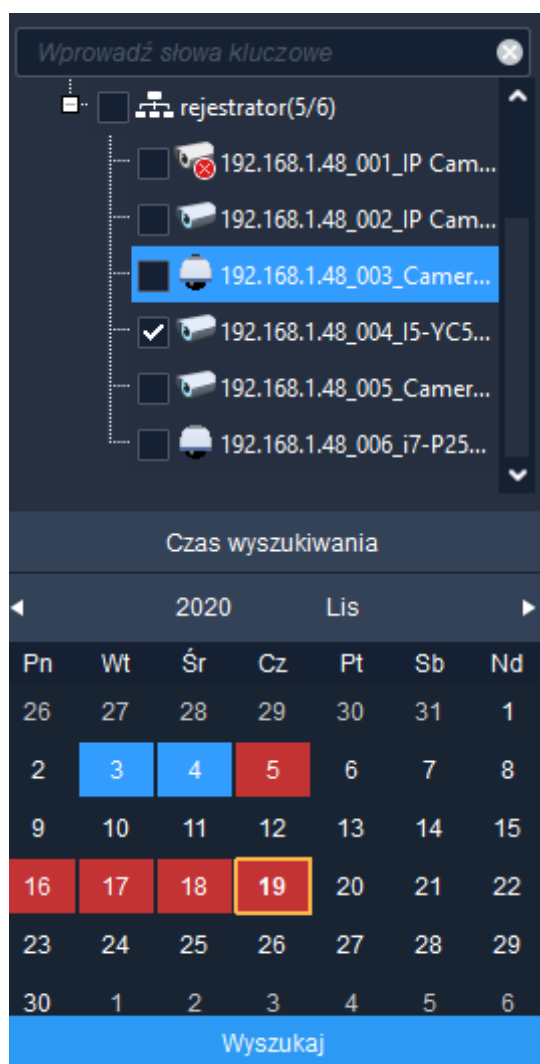 Wprowadź słowa kluczowe
rejestrator(5/6)
192.168.1.48_001_IP Cam...
192.168.1.48_002_IP Cam...
192.168.1.48_003_Camer...
192.168.1.48_004_I5-YC5...
192.168.1.48_005_Camer...
192.168.1.48_006_i7-P25...
Czas wyszukiwania
2020 Lis
Pn Wt Śr Cz Pt Sb Nd
26 27 28 29 30 31 1
2 3 4 5 6 7 8
9 10 11 12 13 14 15
16 17 18 19 20 21 22
23 24 25 26 27 28 29
30 1 2 3 4 5 6
Wyszukaj